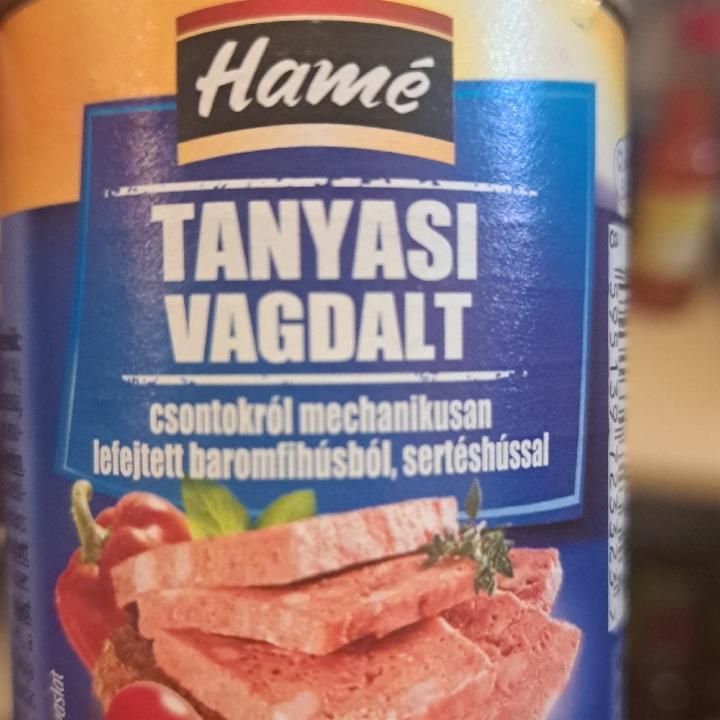 Hamé
TANYASI
VAGDALT
csontokról mechanikusan
lefejtett baromfihúsból, sertéshússal